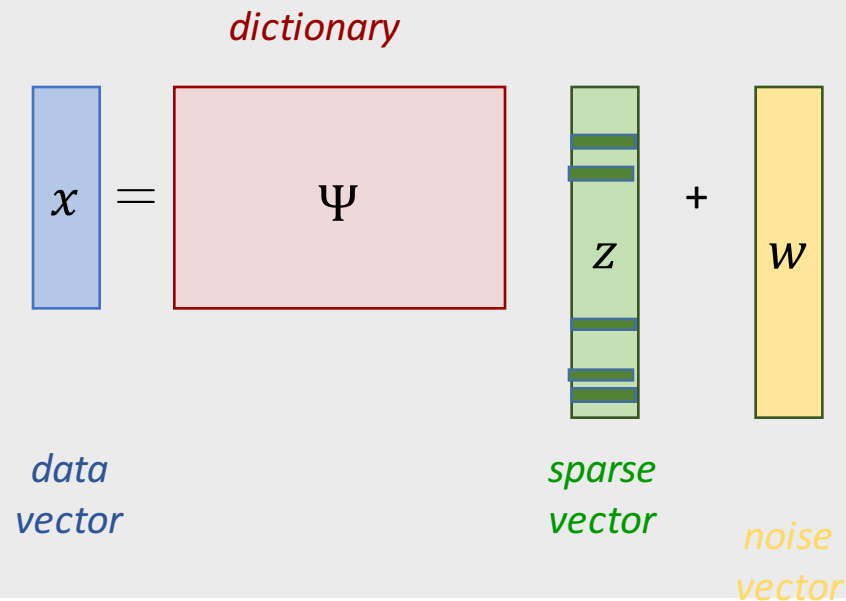 dictionary
x = Ψ z + w
data
vector
sparse
vector
noise
vector